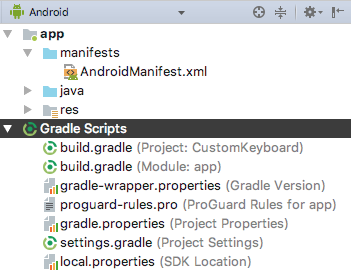 Android
app
manifests
AndroidManifest.xml
java
res
Gradle Scripts
build.gradle (Project: CustomKeyboard)
build.gradle (Module: app)
gradle-wrapper.properties (Gradle Version)
proguard-rules.pro (ProGuard Rules for app)
gradle.properties (Project Properties)
settings.gradle (Project Settings)
local.properties (SDK Location)